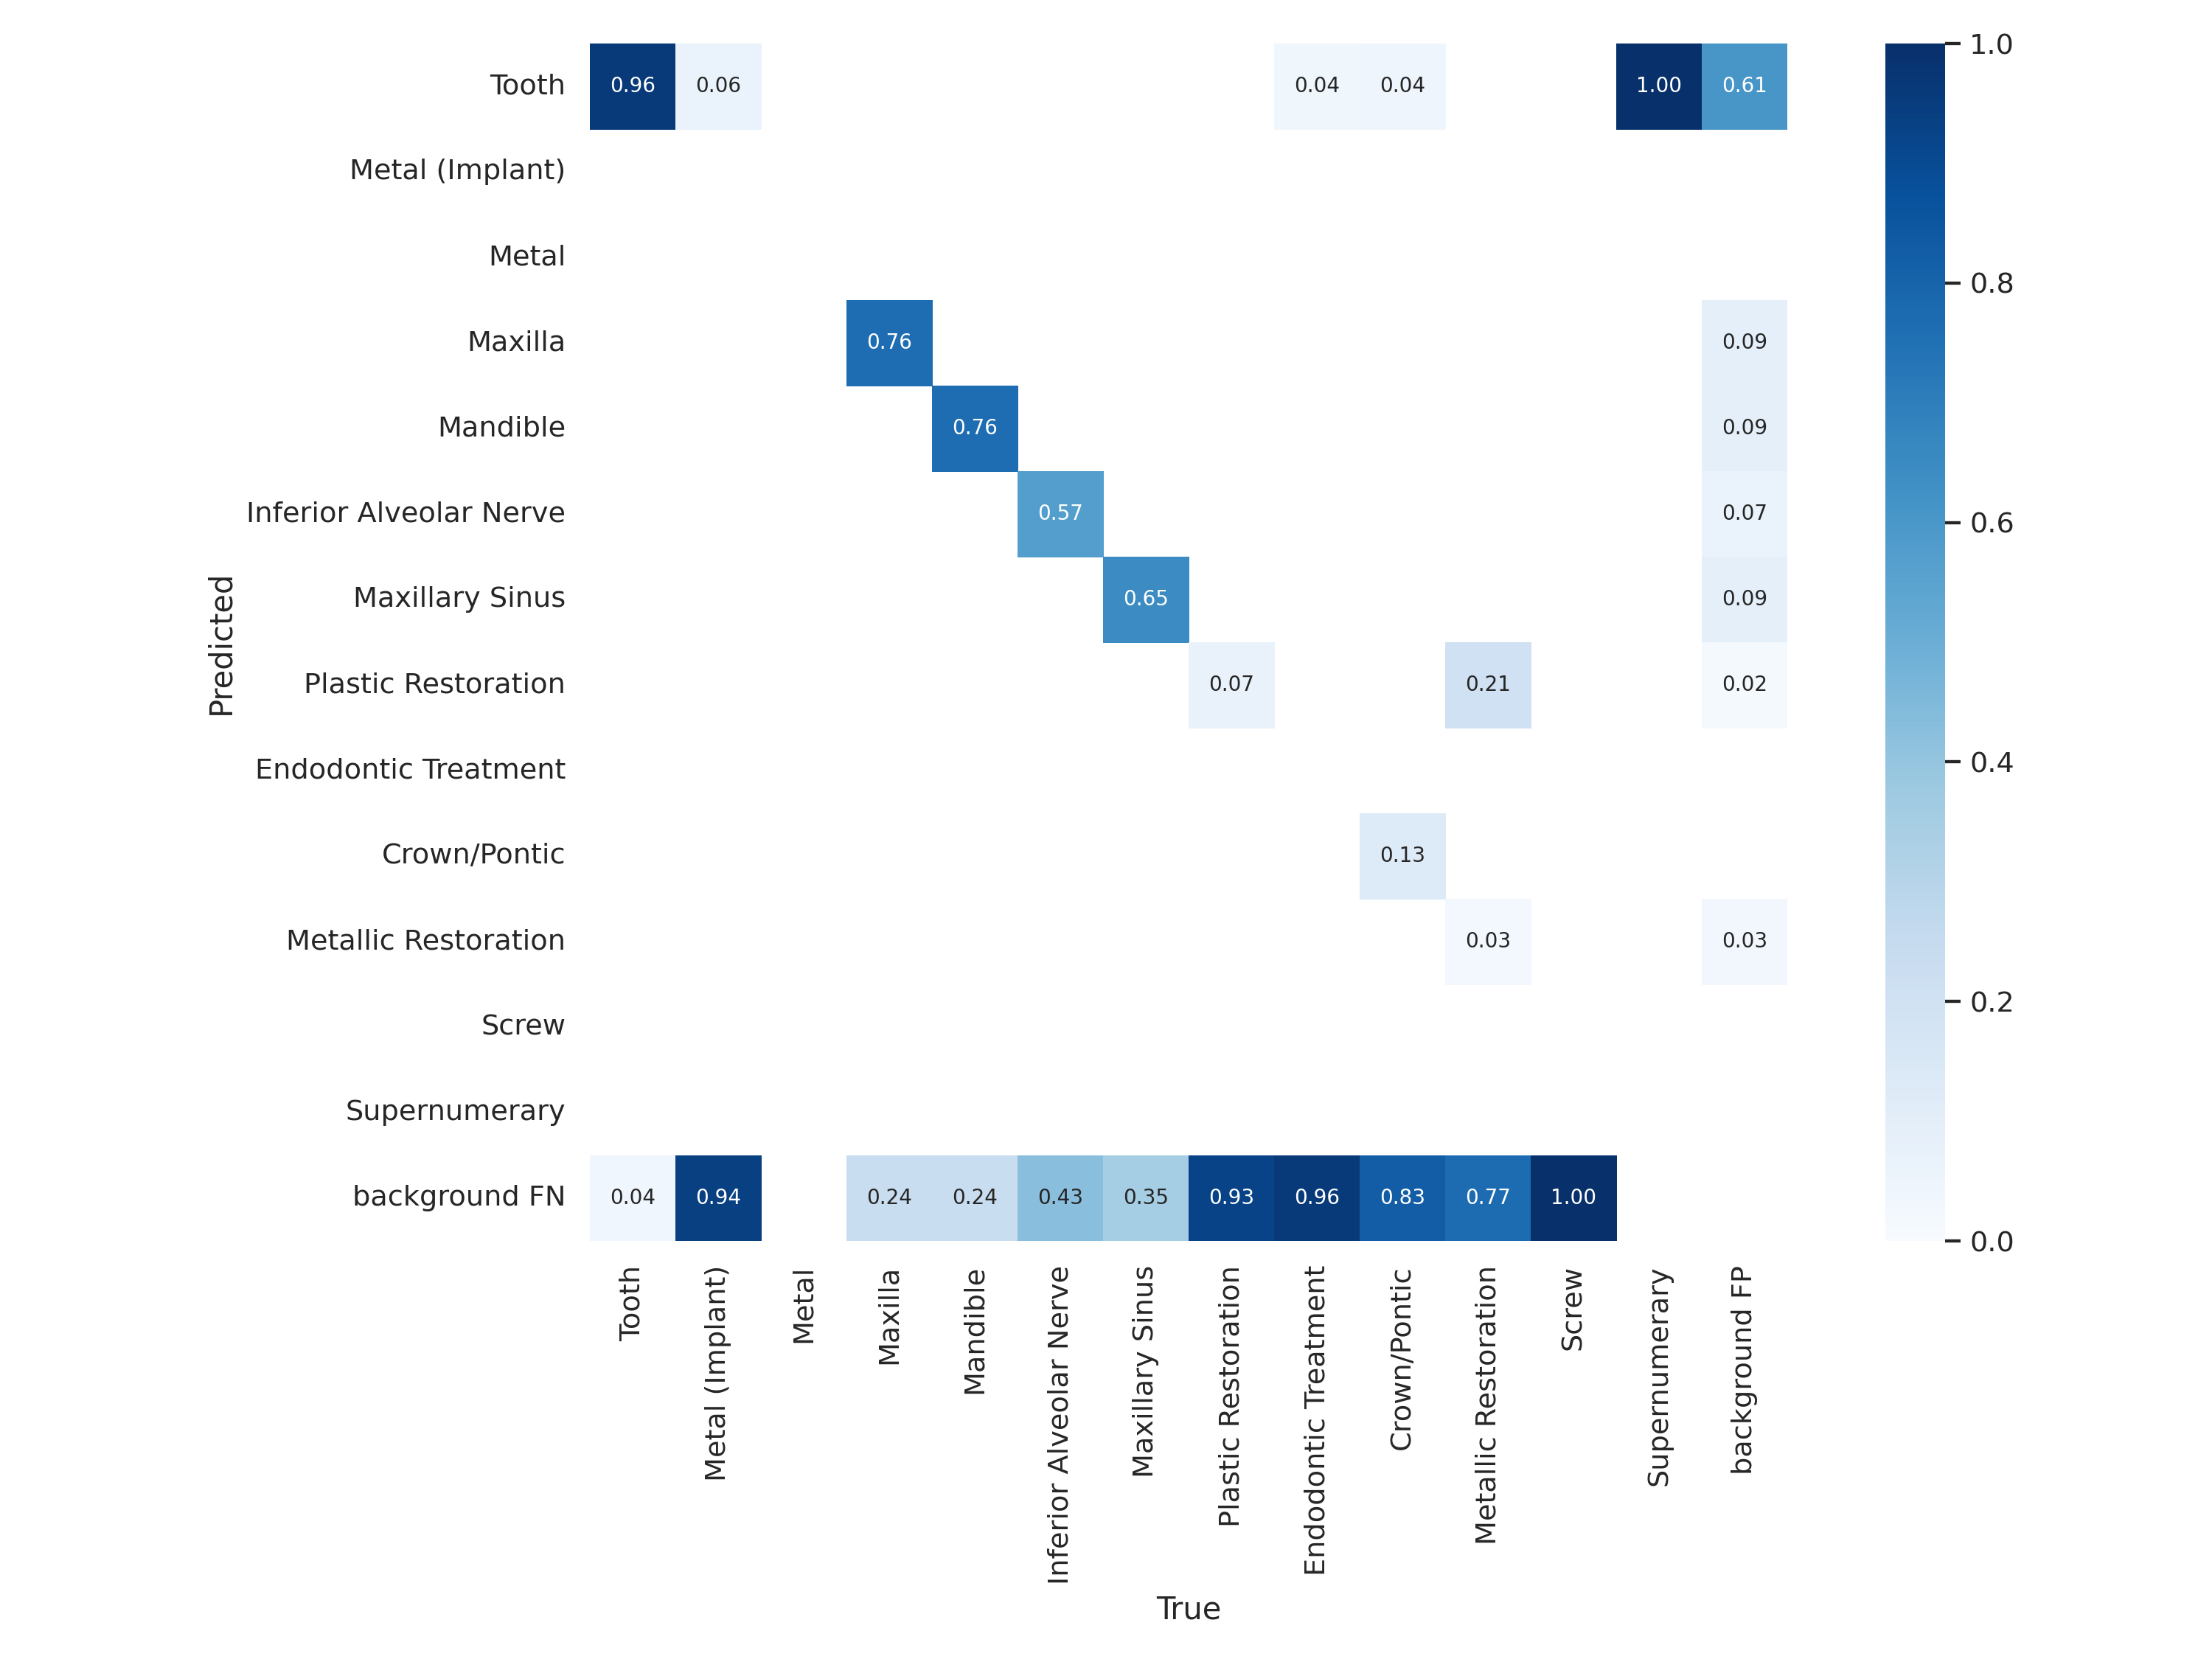 Tooth 0.96 0.06 0.04 0.04 1.00 0.61
Metal (Implant)
Metal
Maxilla 0.76 0.09
Mandible 0.76 0.09
Inferior Alveolar Nerve 0.57 0.07
Maxillary Sinus 0.65 0.09
Plastic Restoration 0.07 0.21 0.02
Endodontic Treatment
Crown/Pontic 0.13
Metallic Restoration 0.03 0.03
Screw
Supernumerary
background FN 0.04 0.94 0.24 0.24 0.43 0.35 0.93 0.96 0.83 0.77 1.00
Predicted
Tooth
Metal (Implant)
Metal
Maxilla
Mandible
Inferior Alveolar Nerve
Maxillary Sinus
Plastic Restoration
Endodontic Treatment
Crown/Pontic
Metallic Restoration
Screw
Supernumerary
background FP
True
1.0
0.8
0.6
0.4
0.2
0.0